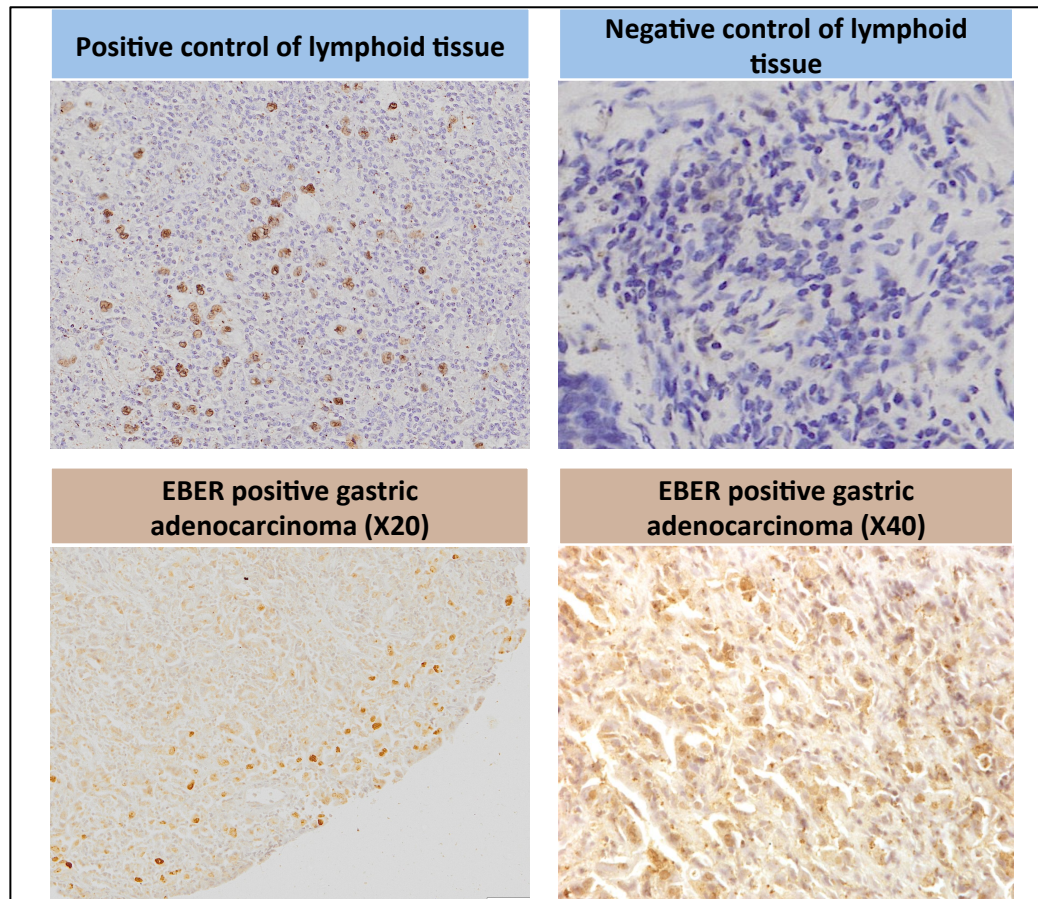 Positive control of lymphoid tissue
Negative control of lymphoid
tissue
EBER positive gastric
adenocarcinoma (X20)
EBER positive gastric
adenocarcinoma (X40)